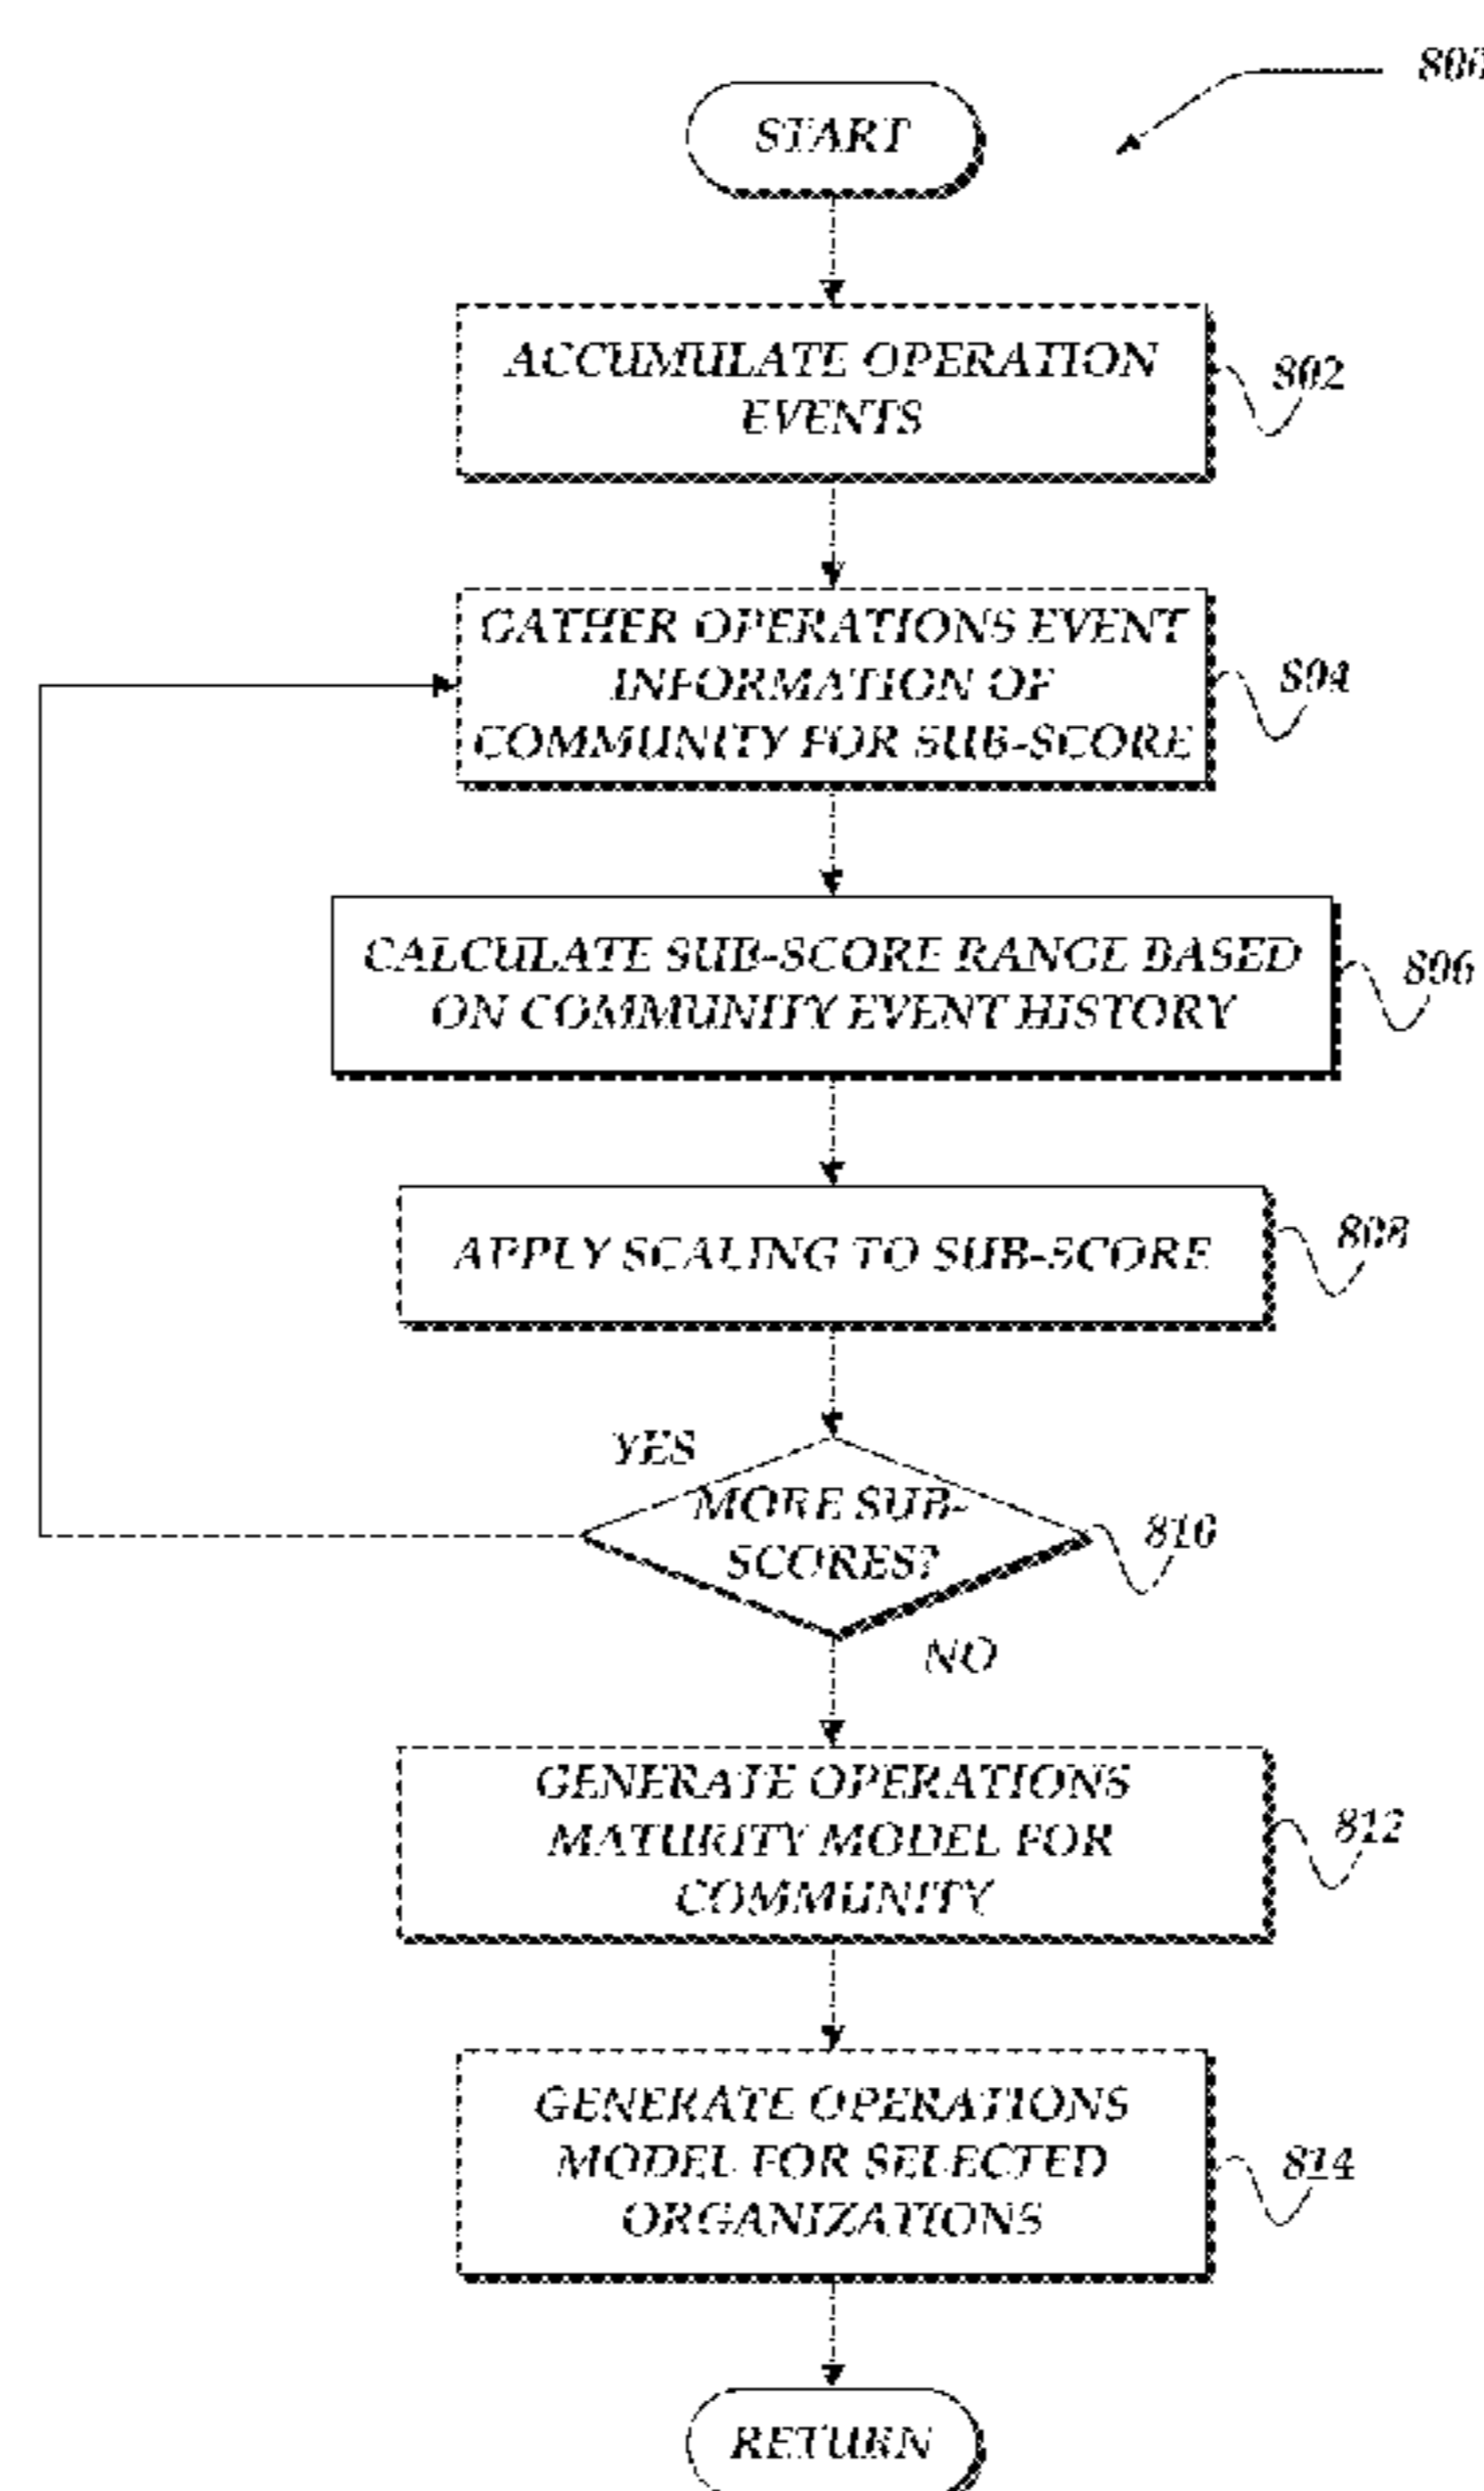 800
START
ACCUMULATE OPERATION
EVENTS
802
GATHER OPERATIONS EVENT
INFORMATION OF
COMMUNITY FOR SUB-SCORE
804
CALCULATE SUB-SCORE RANGE BASED
ON COMMUNITY EVENT HISTORY
806
APPLY SCALING TO SUB-SCORE
808
YES
MORE SUB-
SCORES?
810
NO
GENERATE OPERATIONS
MATURITY MODEL FOR
COMMUNITY
812
GENERATE OPERATIONS
MODEL FOR SELECTED
ORGANIZATIONS
814
RETURN